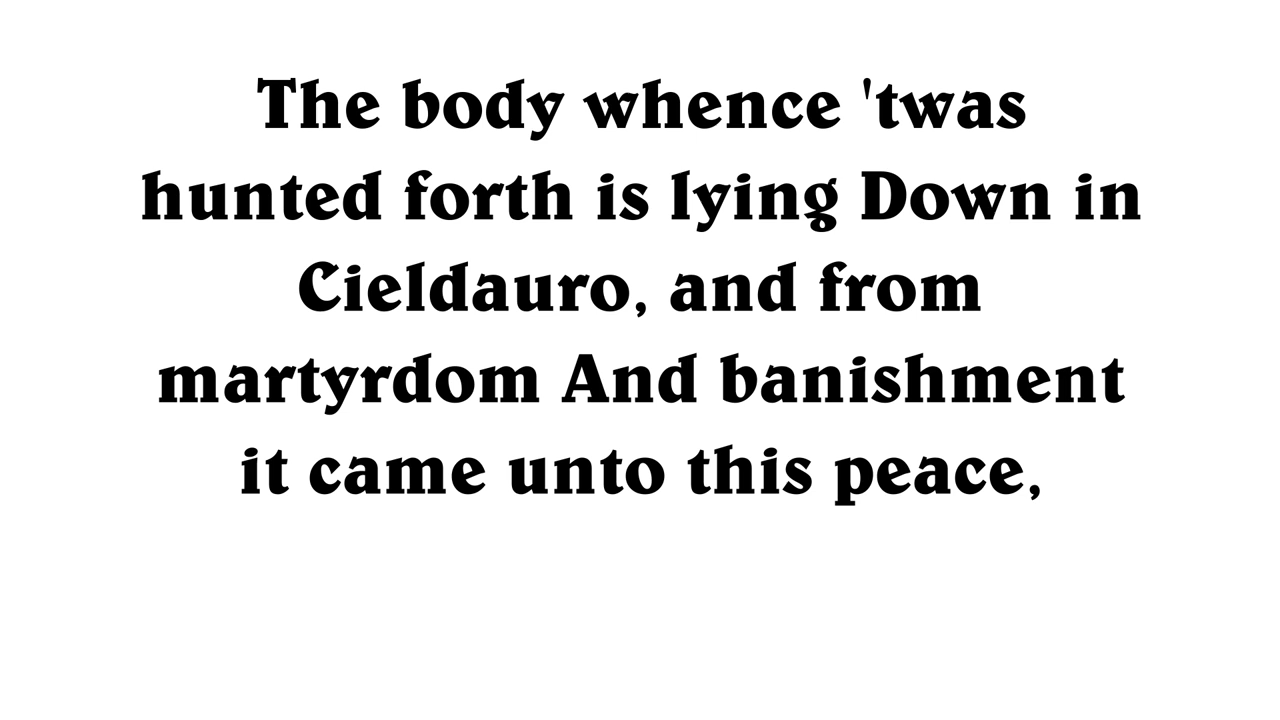 The body whence 'twas
hunted forth is lying Down in
Cieldauro, and from
martyrdom And banishment
it came unto this peace,